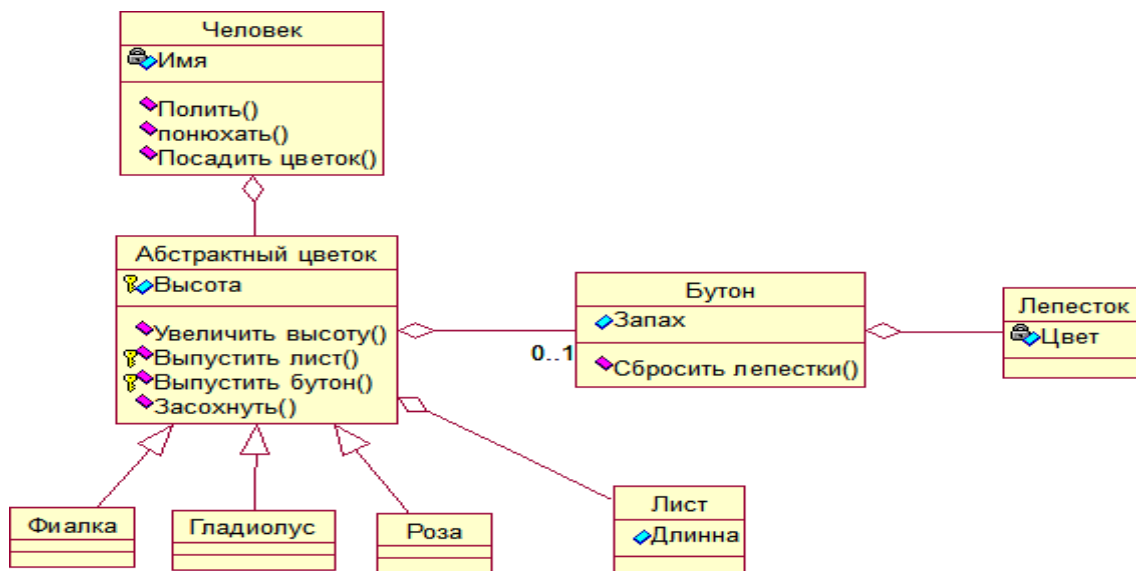 Человек
Имя
Полить()
понюхать()
Посадить цветок()
Абстрактный цветок
Высота
Увеличить высоту()
Выпустить лист()
Выпустить бутон()
Засохнуть()
0..1
Бутон
Запах
Сбросить лепестки()
Лепесток
Цвет
Фиалка
Гладиолус
Роза
Лист
Длинна